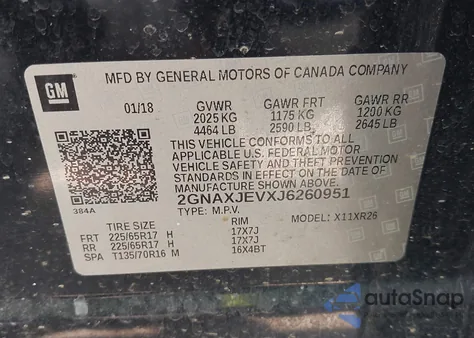 GM
MFD BY GENERAL MOTORS OF CANADA COMPANY
01/18 GVWR GAWR FRT GAWR RR
2025 KG 1175 KG 1200 KG
4464 LB 2590 LB 2645 LB
THIS VEHICLE CONFORMS TO ALL
APPLICABLE U.S. FEDERAL MOTOR
VEHICLE SAFETY AND THEFT PREVENTION
STANDARDS IN EFFECT ON THE DATE OF
MANUFACTURE SHOWN ABOVE.
2GNAXJEVXJ6260951
384A TYPE: M.P.V. MODEL: X11XR26
TIRE SIZE RIM
FRT 225/65R17 H 17X7J
RR 225/65R17 H 17X7J
SPA T135/70R16 M 16X4BT
autoSnap